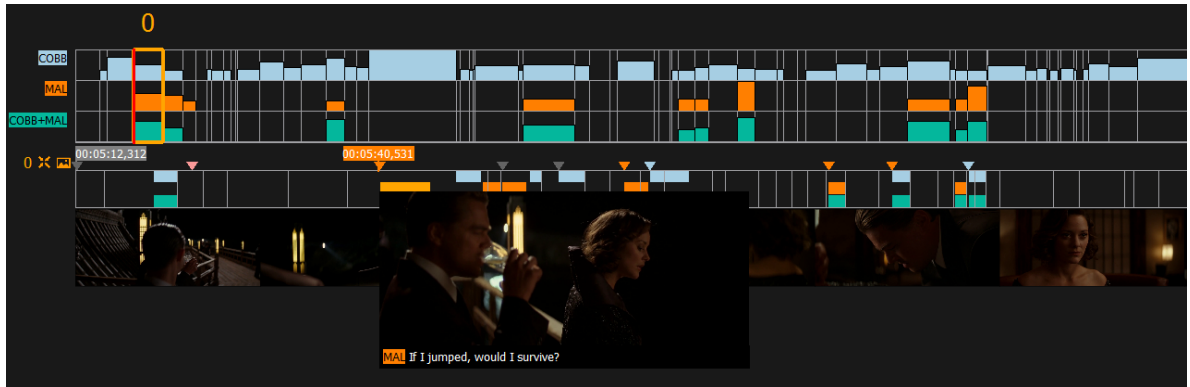 0
COBB
MAL
COBB+MAL
00:05:12,312 00:05:40,531
0
MAL If I jumped, would I survive?